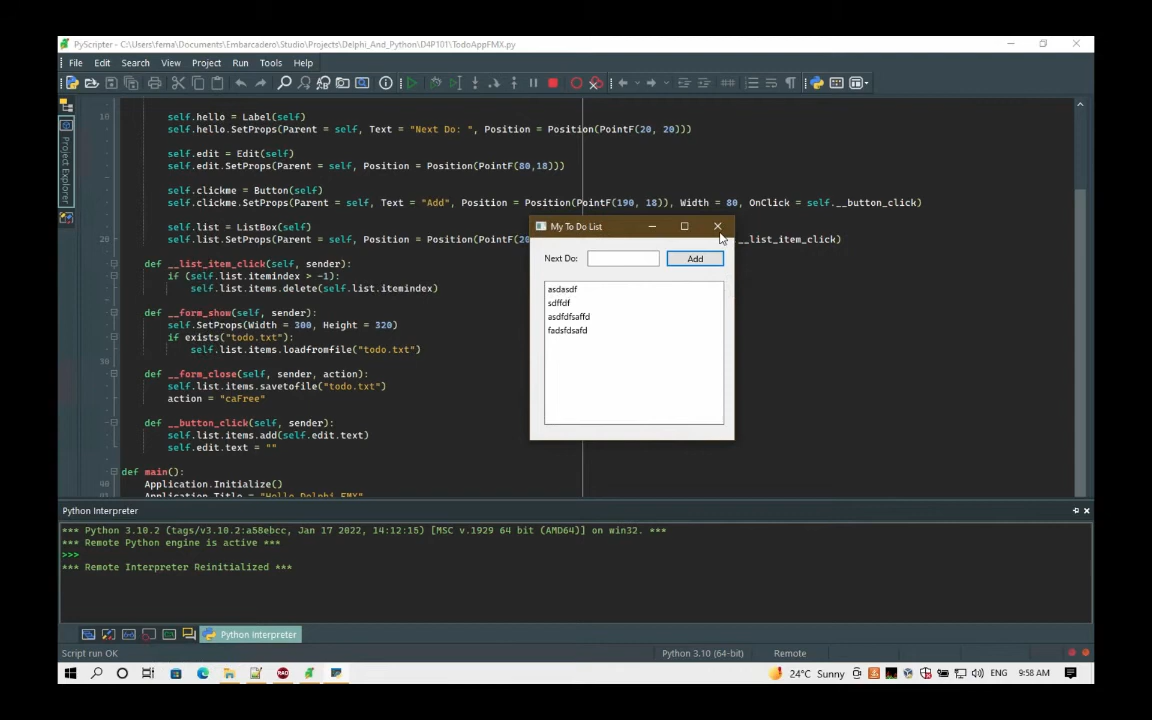 PyScripter - C:\Users\fema\Documents\Embarcadero\Studio\Projects\Delphi_And_Python\D4P101\TodoAppFMX.py
File Edit Search View Project Run Tools Help
Project Explorer
10 self.hello = Label(self)
self.hello.SetProps(Parent = self, Text = "Next Do: ", Position = Position(PointF(20, 20)))
self.edit = Edit(self)
self.edit.SetProps(Parent = self, Position = Position(PointF(80,18)))
self.clickme = Button(self)
self.clickme.SetProps(Parent = self, Text = "Add", Position = Position(PointF(190, 18)), Width = 80, OnClick = self.__button_click)
self.list = ListBox(self)
20 self.list.SetProps(Parent = self, Position = Position(PointF(20 __list_item_click)
def __list_item_click(self, sender):
if (self.list.itemindex > -1):
self.list.items.delete(self.list.itemindex)
def __form_show(self, sender):
self.SetProps(Width = 300, Height = 320)
if exists("todo.txt"):
self.list.items.loadfromfile("todo.txt")
30
def __form_close(self, sender, action):
self.list.items.savetofile("todo.txt")
action = "caFree"
def __button_click(self, sender):
self.list.items.add(self.edit.text)
self.edit.text = ""
def main():
Application.Initialize()
Application.Title = "Hello Delphi FMX"
My To Do List
Next Do: Add
asdasdf
sdffdf
asdfdfsaffd
fadsfdsafd
Python Interpreter
*** Python 3.10.2 (tags/v3.10.2:a58ebcc, Jan 17 2022, 14:12:15) [MSC v.1929 64 bit (AMD64)] on win32. ***
*** Remote Python engine is active ***
>>>
*** Remote Interpreter Reinitialized ***
Python Interpreter
Script run OK Python 3.10 (64-bit) Remote
24°C Sunny ENG 9:58 AM